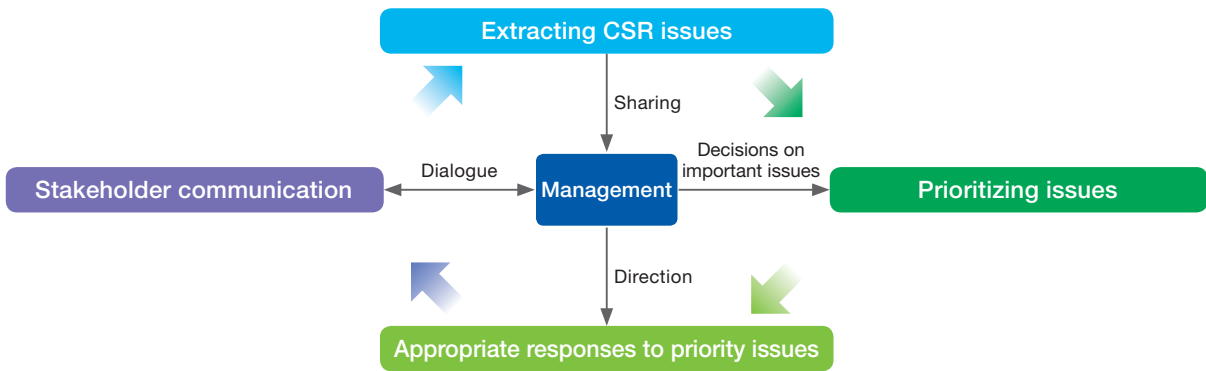 Extracting CSR issues
Sharing
Decisions on
important issues
Dialogue
Stakeholder communication
Management
Prioritizing issues
Direction
Appropriate responses to priority issues